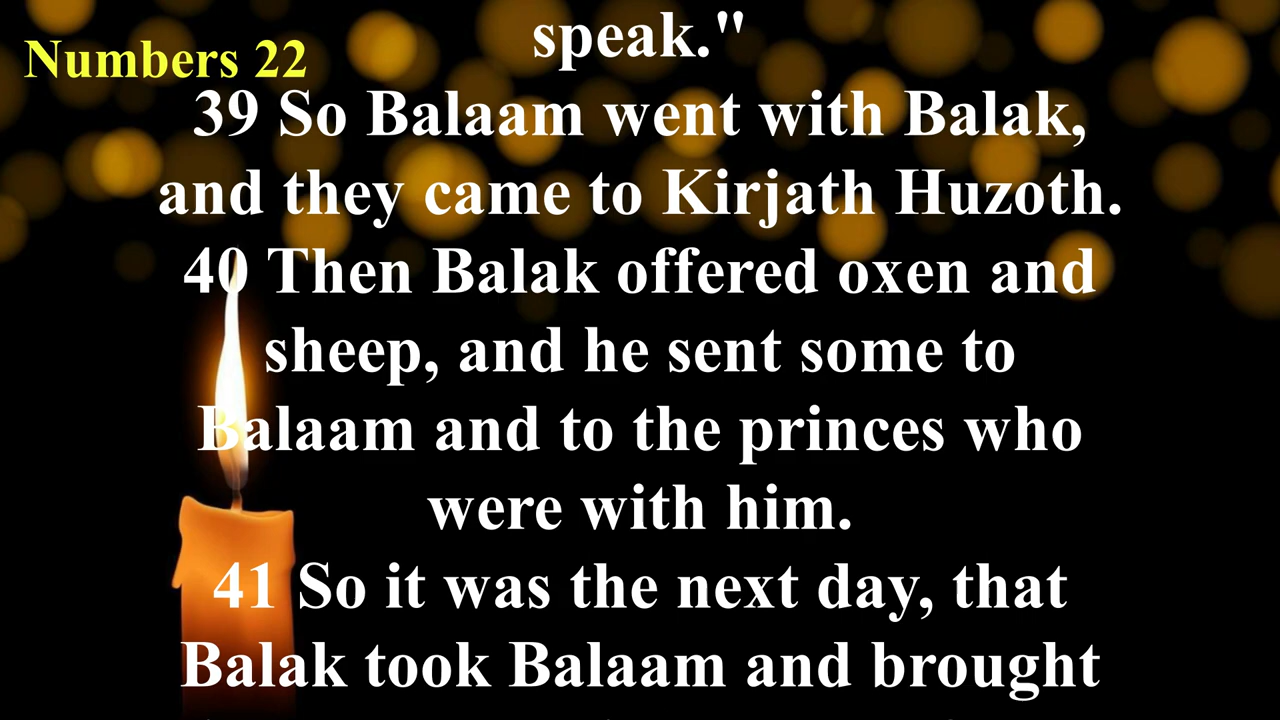 Numbers 22
speak."
39 So Balaam went with Balak,
and they came to Kirjath Huzoth.
40 Then Balak offered oxen and
sheep, and he sent some to
Balaam and to the princes who
were with him.
41 So it was the next day, that
Balak took Balaam and brought